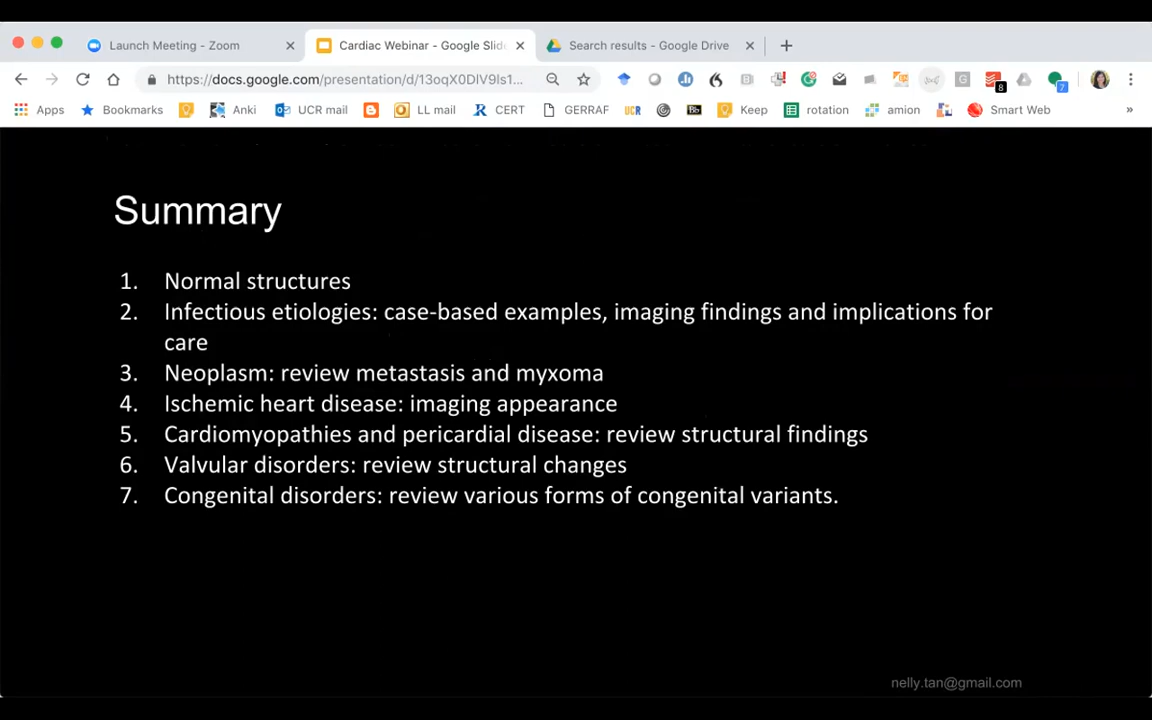 Launch Meeting - Zoom
Cardiac Webinar - Google Slid
Search results - Google Drive
https://docs.google.com/presentation/d/13oqX0DIV9ls1...
8
7
Apps
Bookmarks
Anki
UCR mail
LL mail
CERT
GERRAF
UCR
Keep
rotation
amion
Smart Web
Summary
1. Normal structures
2. Infectious etiologies: case-based examples, imaging findings and implications for
care
3. Neoplasm: review metastasis and myxoma
4. Ischemic heart disease: imaging appearance
5. Cardiomyopathies and pericardial disease: review structural findings
6. Valvular disorders: review structural changes
7. Congenital disorders: review various forms of congenital variants.
nelly.tan@gmail.com